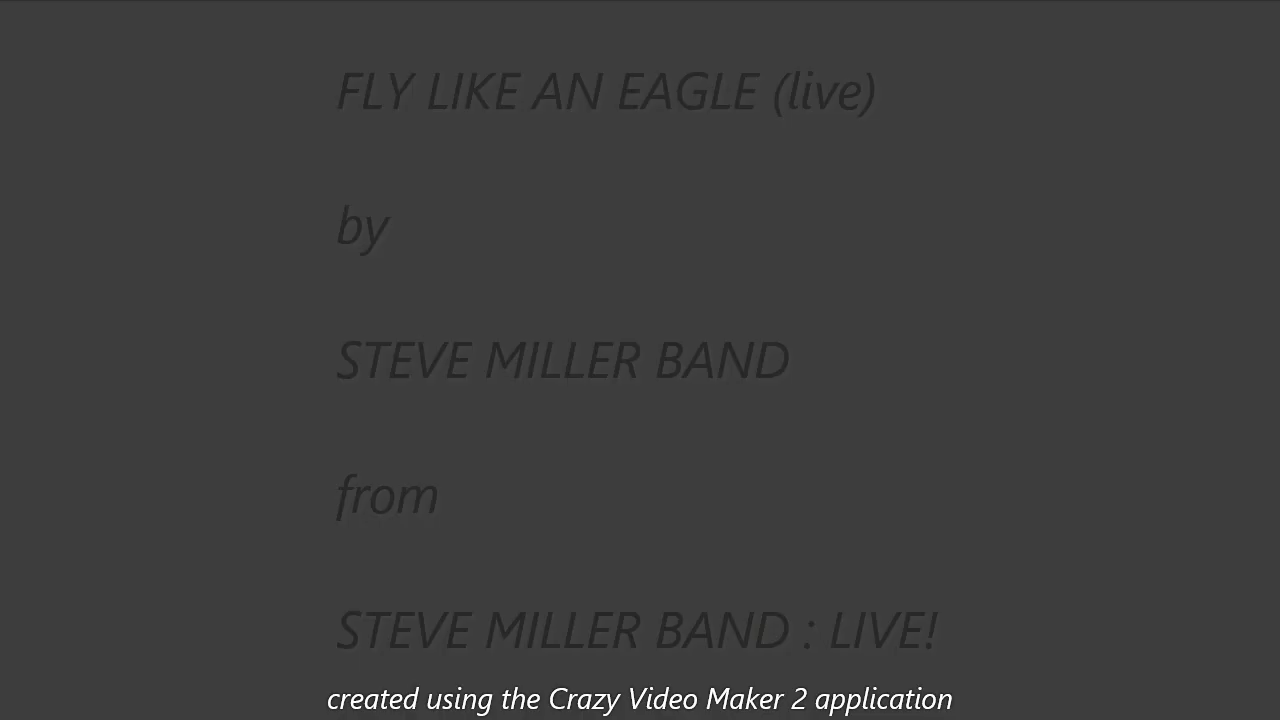 FLY LIKE AN EAGLE (live)
by
STEVE MILLER BAND
from
STEVE MILLER BAND : LIVE!
created using the Crazy Video Maker 2 application